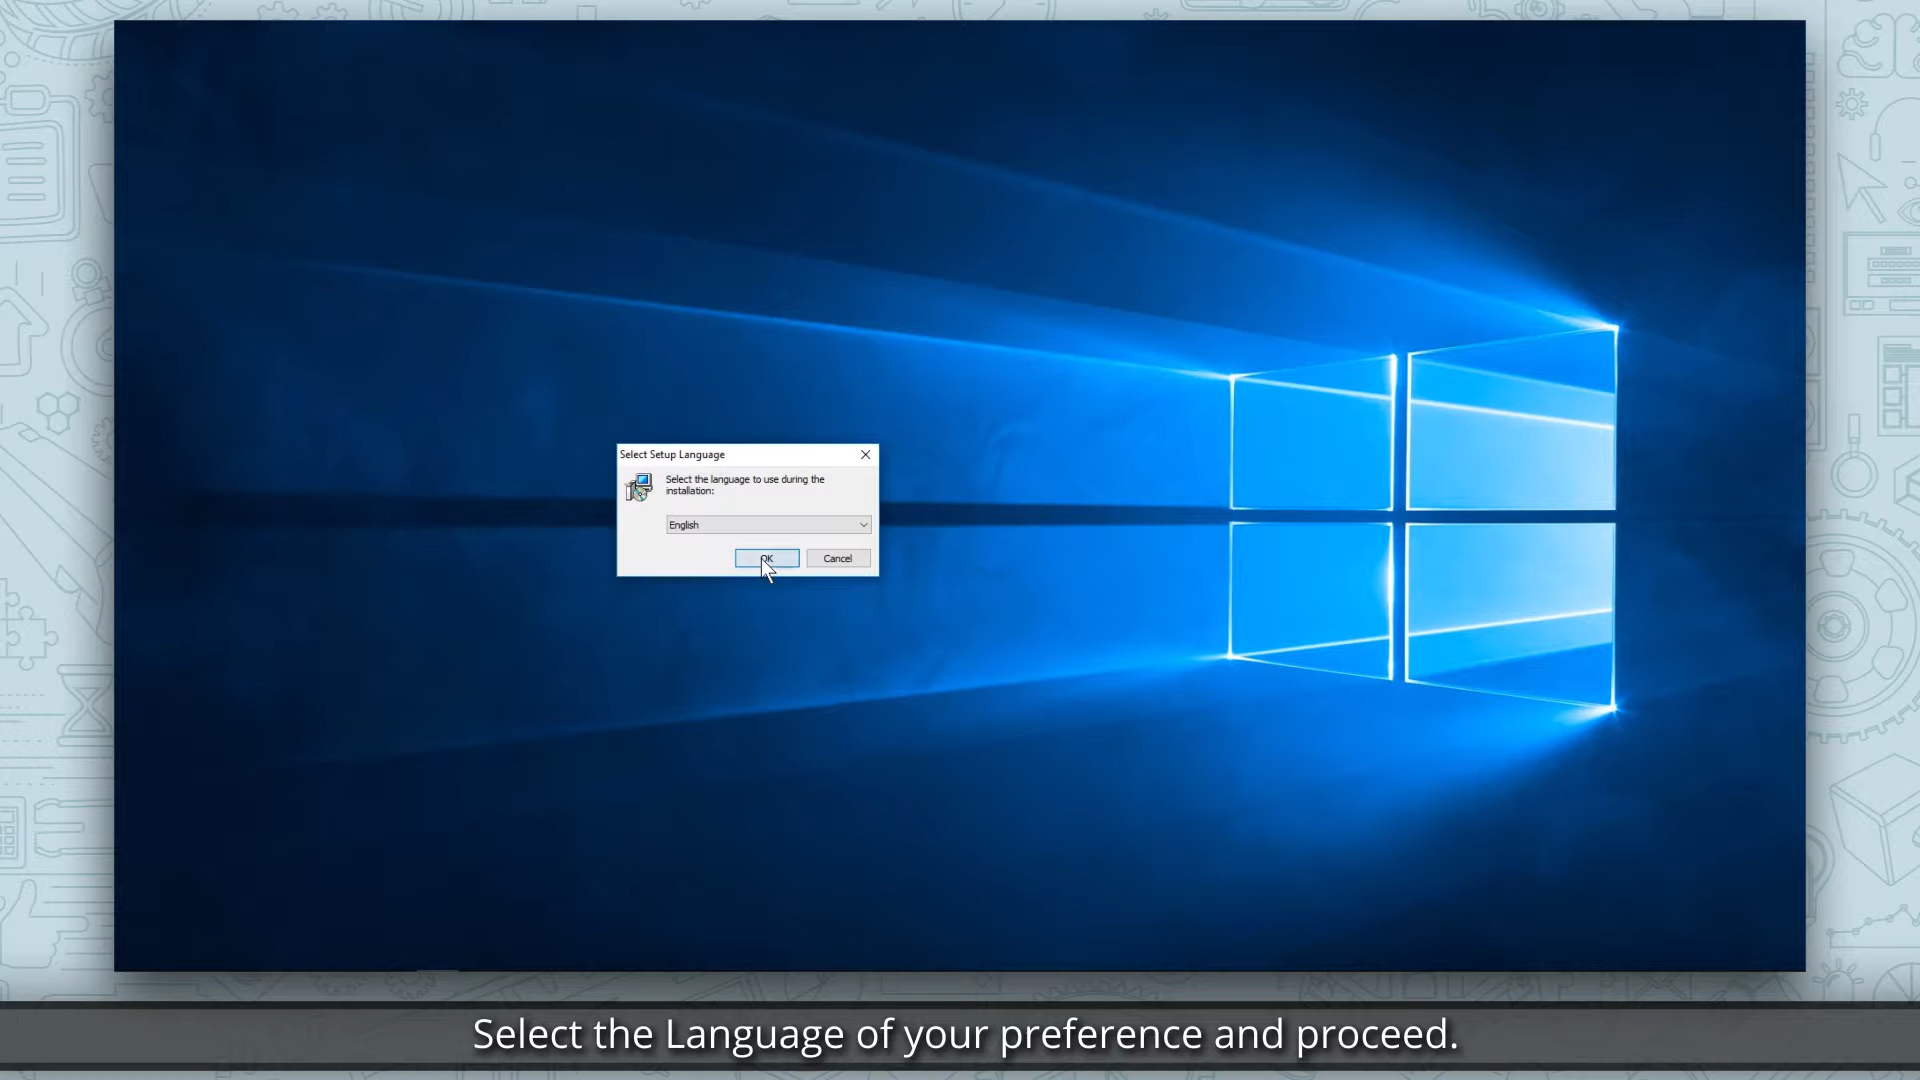 Select Setup Language
Select the language to use during the
installation:
English
OK
Cancel
Select the Language of your preference and proceed.